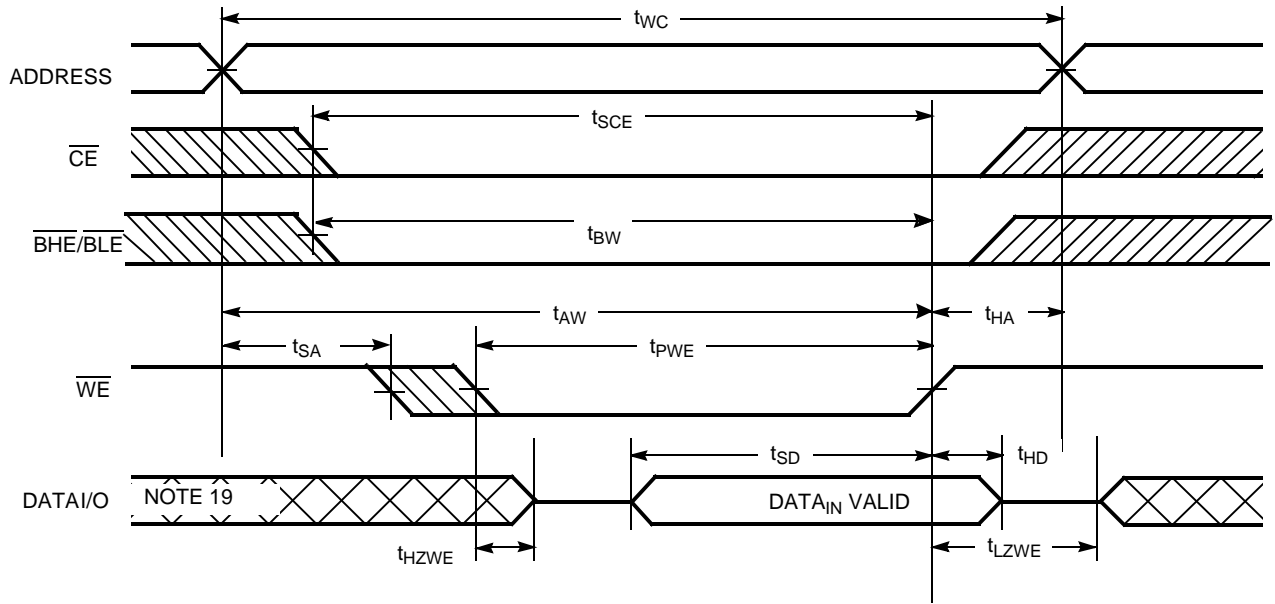 tWC
ADDRESS
tSCE
CE
tBW
BHE/BLE
tAW
tHA
tSA
tPWE
WE
tSD
tHD
DATAI/O
NOTE 19
DATAIN VALID
tHZWE
tLZWE